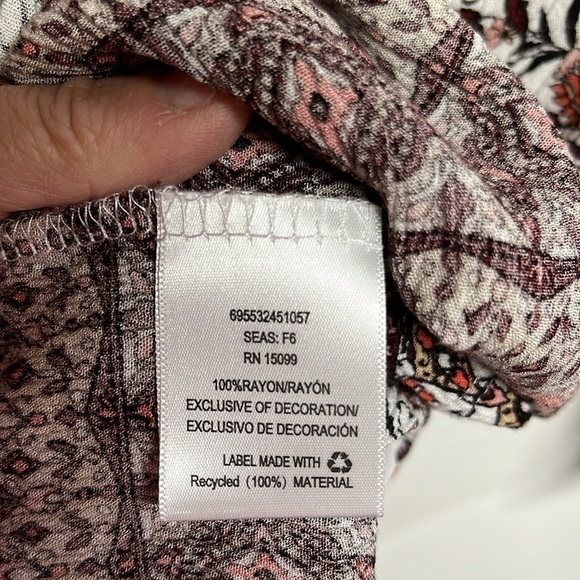 695532451057
SEAS: F6
RN 15099
100%RAYON/RAYÓN
EXCLUSIVE OF DECORATION/
EXCLUSIVO DE DECORACIÓN
LABEL MADE WITH
Recycled (100%) MATERIAL